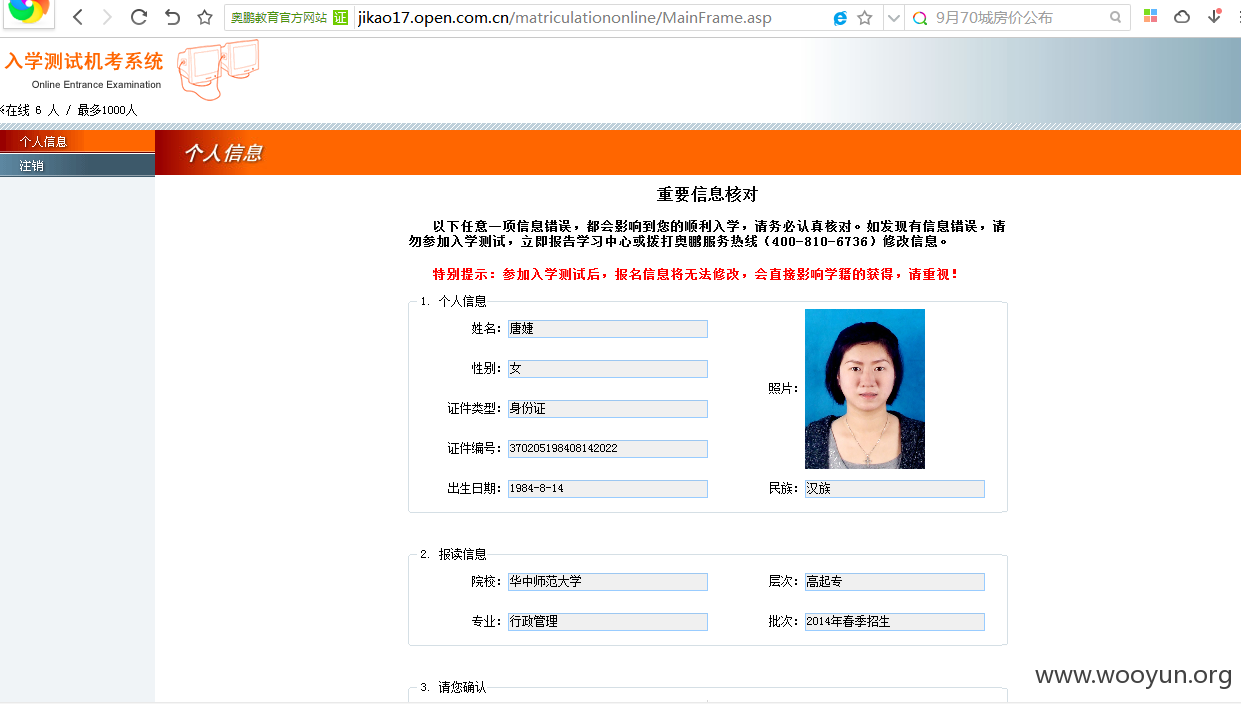 奥鹏教育官方网站 证 jikao17.open.com.cn/matriculationonline/MainFrame.asp 9月70城房价公布
入学测试机考系统
Online Entrance Examination
×在线 6 人 / 最多1000人
个人信息
注销
个人信息
重要信息核对
以下任意一项信息错误，都会影响到您的顺利入学，请务必认真核对。如发现有信息错误，请
勿参加入学测试，立即报告学习中心或拨打奥鹏服务热线（400-810-6736）修改信息。
特别提示：参加入学测试后，报名信息将无法修改，会直接影响学籍的获得，请重视！
1. 个人信息
姓名： 唐婕
性别： 女
照片：
证件类型： 身份证
证件编号： 370205198408142022
出生日期： 1984-8-14 民族： 汉族
2. 报读信息
院校： 华中师范大学 层次： 高起专
专业： 行政管理 批次： 2014年春季招生
3. 请您确认
www.wooyun.org